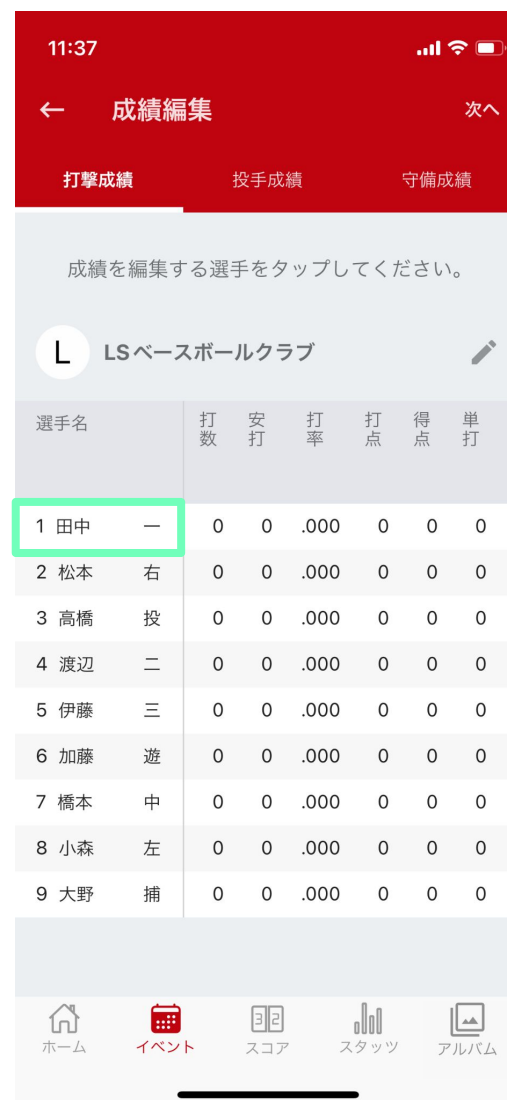 11:37
← 成績編集 次へ
打撃成績 投手成績 守備成績
成績を編集する選手をタップしてください。
L LSベースボールクラブ
選手名 打数 安打 打率 打点 得点 単打
1 田中 一 0 0 .000 0 0 0
2 松本 右 0 0 .000 0 0 0
3 高橋 投 0 0 .000 0 0 0
4 渡辺 二 0 0 .000 0 0 0
5 伊藤 三 0 0 .000 0 0 0
6 加藤 遊 0 0 .000 0 0 0
7 橋本 中 0 0 .000 0 0 0
8 小森 左 0 0 .000 0 0 0
9 大野 捕 0 0 .000 0 0 0
ホーム イベント スコア スタッツ アルバム